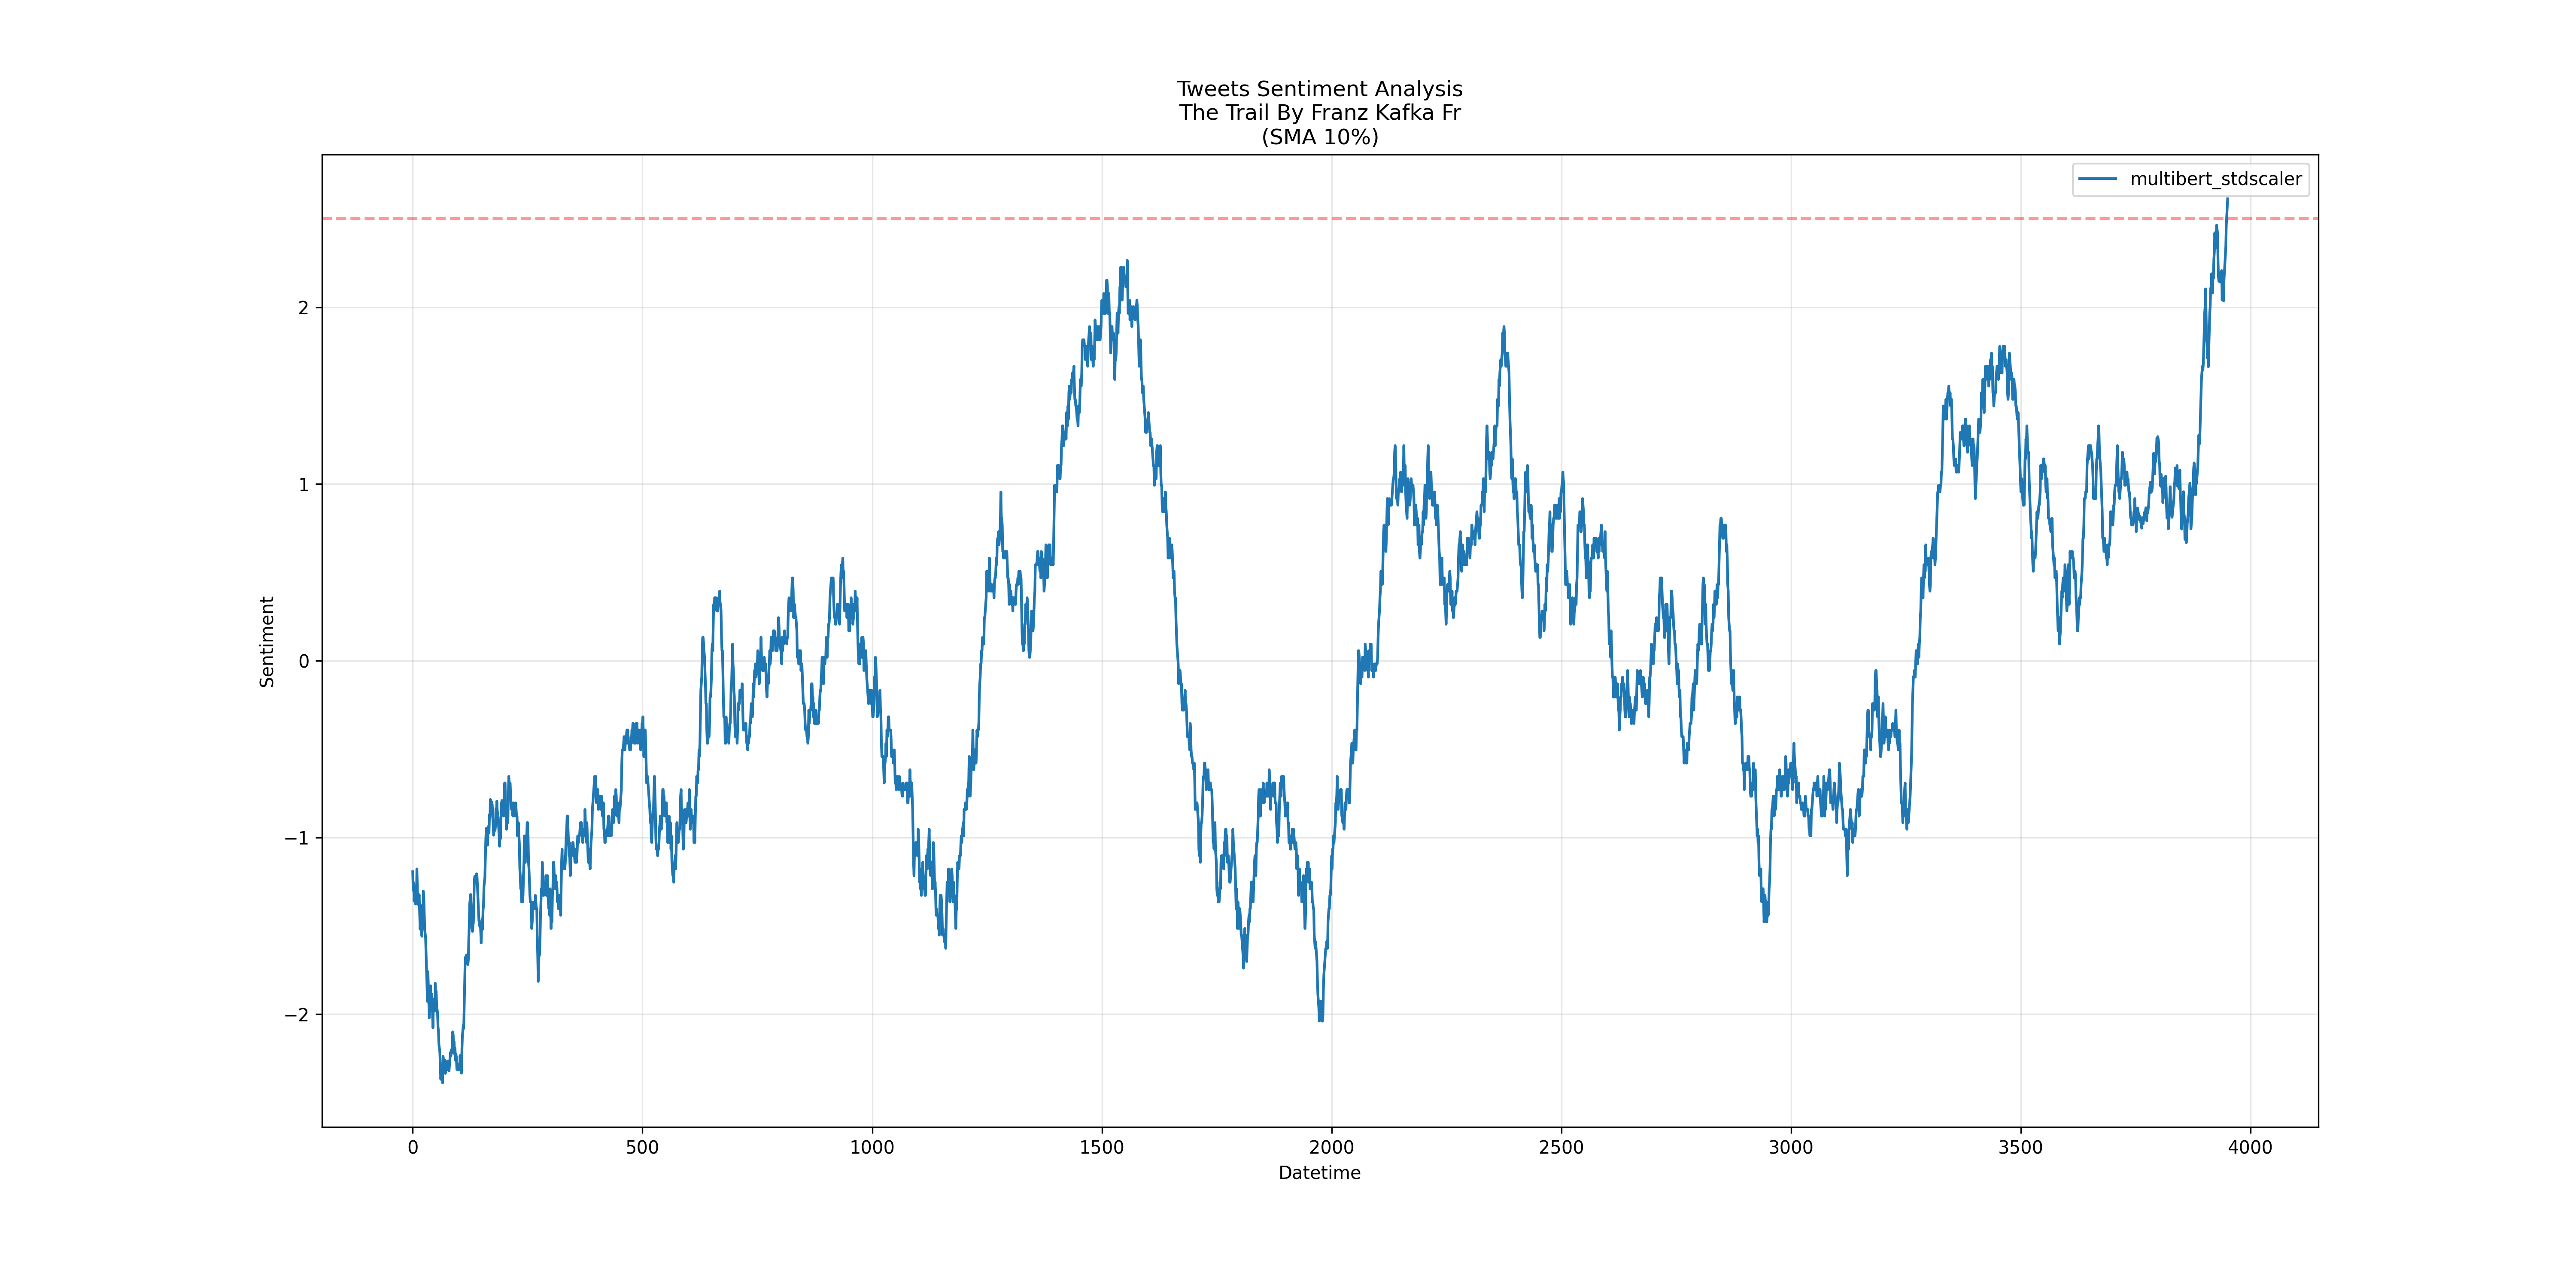 Tweets Sentiment Analysis
The Trail By Franz Kafka Fr
(SMA 10%)
multibert_stdscaler
2
1
0
−1
−2
Sentiment
0 500 1000 1500 2000 2500 3000 3500 4000
Datetime